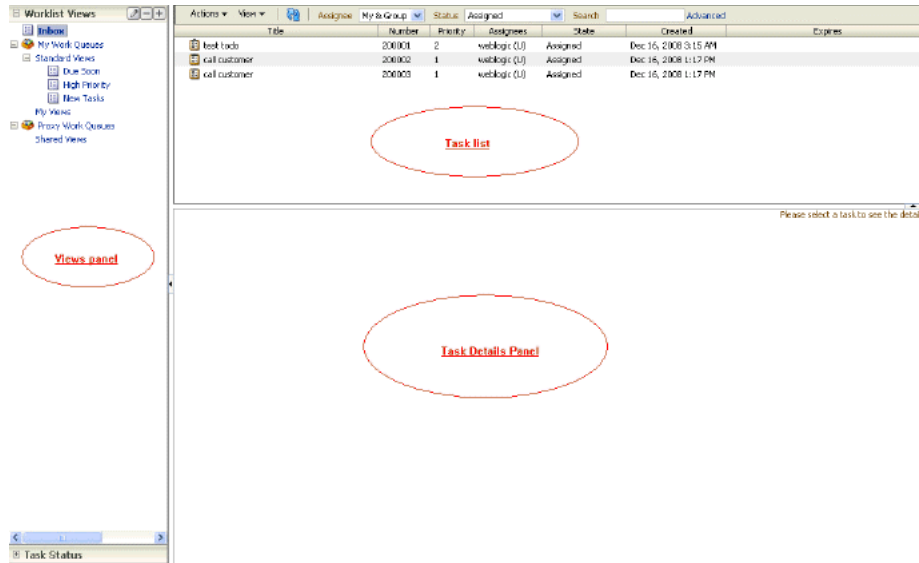 Worklist Views
Inbox
My Work Queues
Standard Views
Due Soon
High Priority
New Tasks
My Views
Proxy Work Queues
Shared Views
Views panel
Task Status
Actions View Assignee My & Group Status Assigned Search Advanced
Title Number Priority Assignees State Created Expires
test todo 200001 2 weblogic (U) Assigned Dec 16, 2008 3:15 AM
call customer 200002 1 weblogic (U) Assigned Dec 16, 2008 1:17 PM
call customer 200003 1 weblogic (U) Assigned Dec 16, 2008 1:17 PM
Task list
Please select a task to see the detai
Task Details Panel